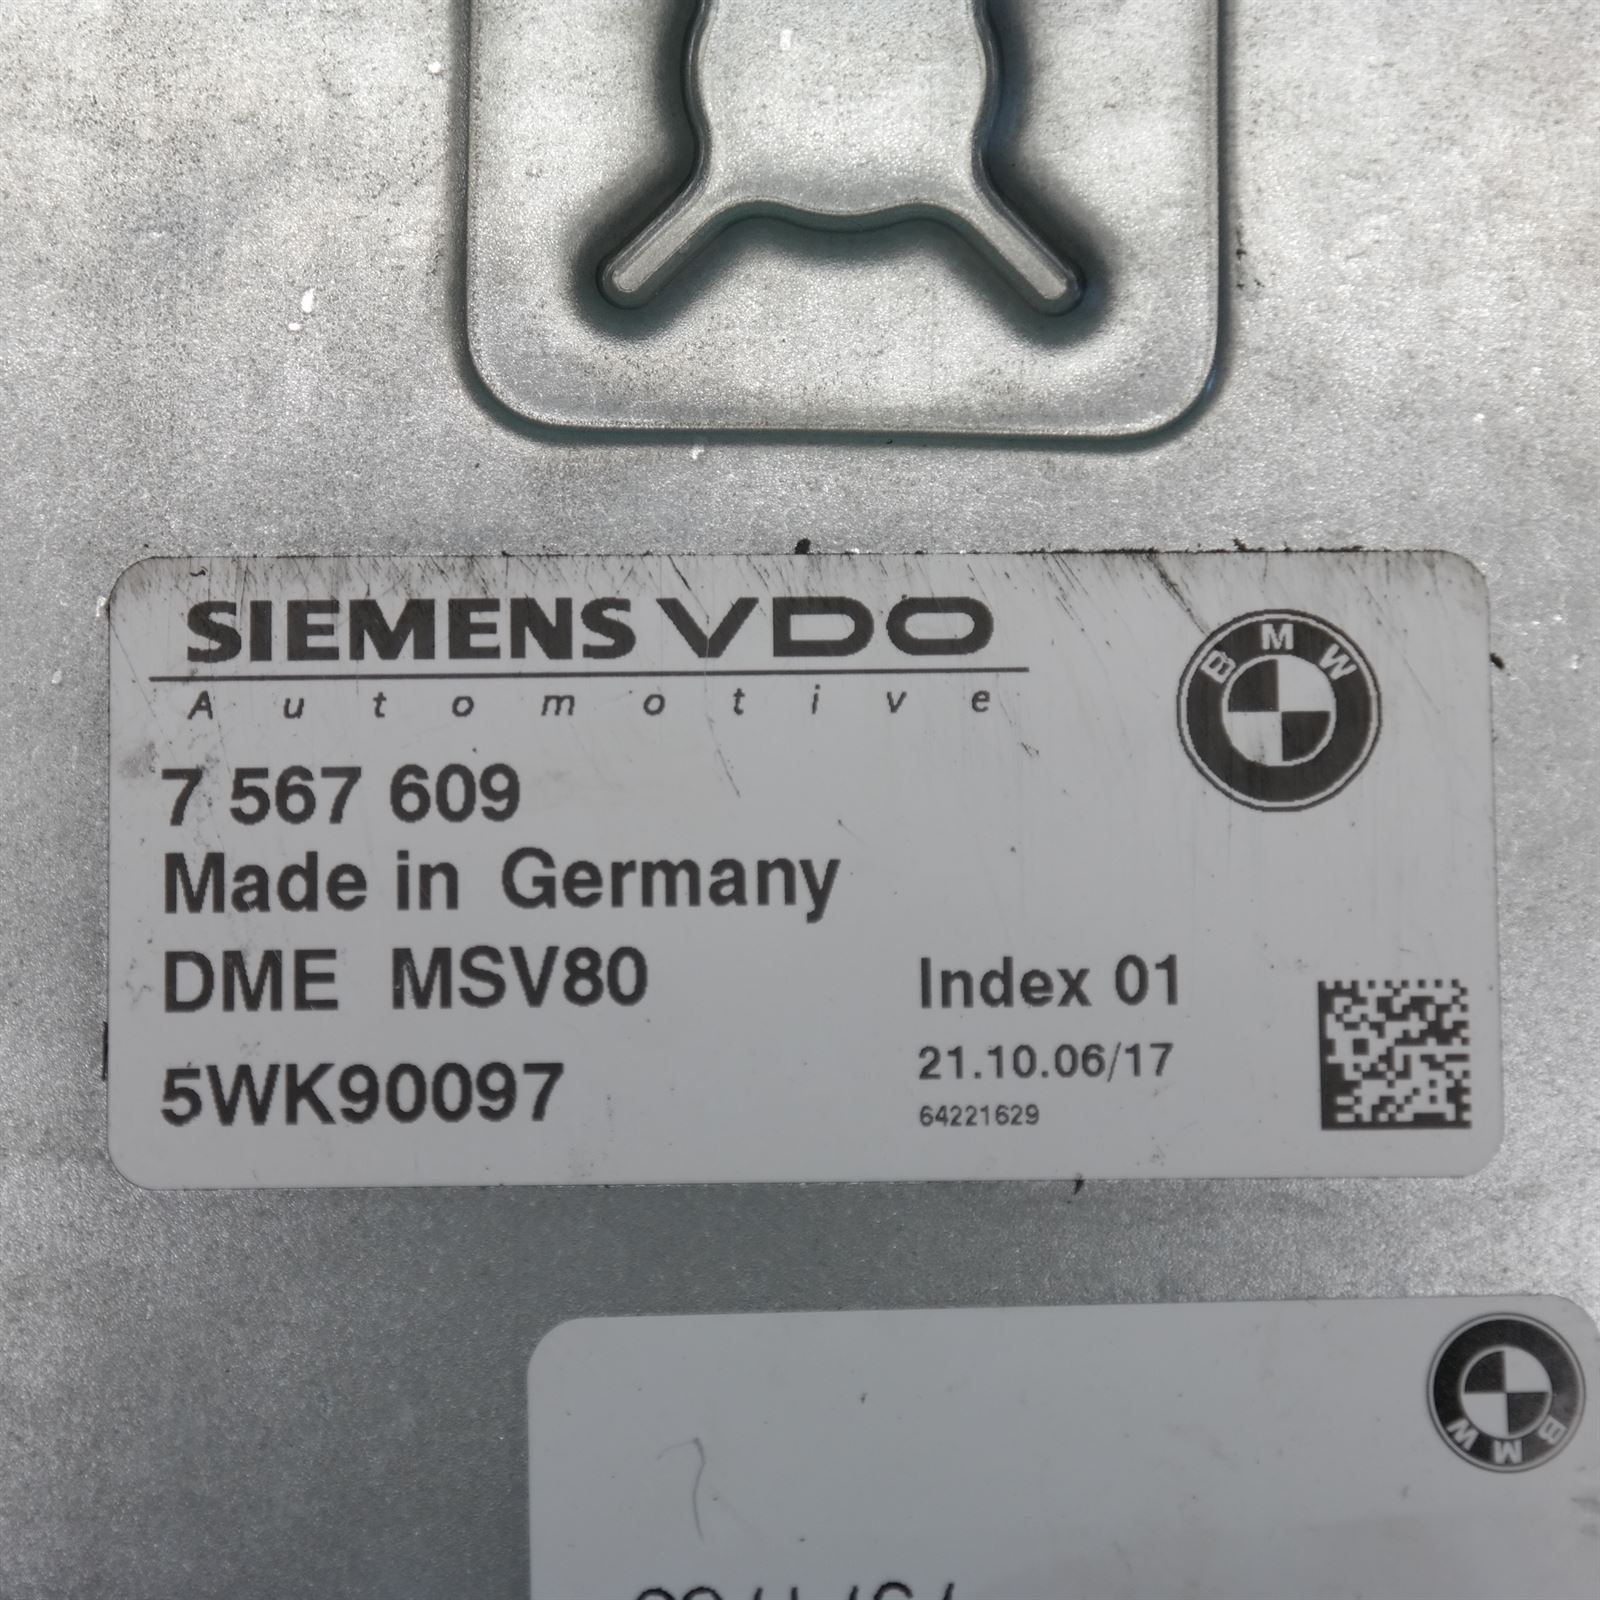 SIEMENS VDO
Automotive
BMW
7 567 609
Made in Germany
DME MSV80
Index 01
5WK90097
21.10.06/17
64221629
BMW